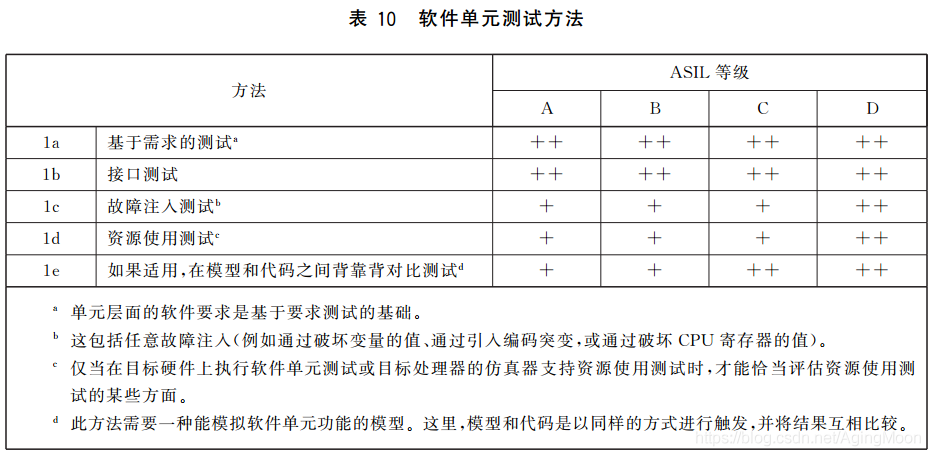 表 10 软件单元测试方法
方法 ASIL 等级
A B C D
1a 基于需求的测试ᵃ ++ ++ ++ ++
1b 接口测试 ++ ++ ++ ++
1c 故障注入测试ᵇ + + + ++
1d 资源使用测试ᶜ + + + ++
1e 如果适用,在模型和代码之间背靠背对比测试ᵈ + + ++ ++
ᵃ 单元层面的软件要求是基于要求测试的基础。
ᵇ 这包括任意故障注入(例如通过破坏变量的值、通过引入编码突变,或通过破坏 CPU 寄存器的值)。
ᶜ 仅当在目标硬件上执行软件单元测试或目标处理器的仿真器支持资源使用测试时,才能恰当评估资源使用测
试的某些方面。
ᵈ 此方法需要一种能模拟软件单元功能的模型。这里,模型和代码是以同样的方式进行触发,并将结果互相比较。
https://blog.csdn.net/AgingMoon